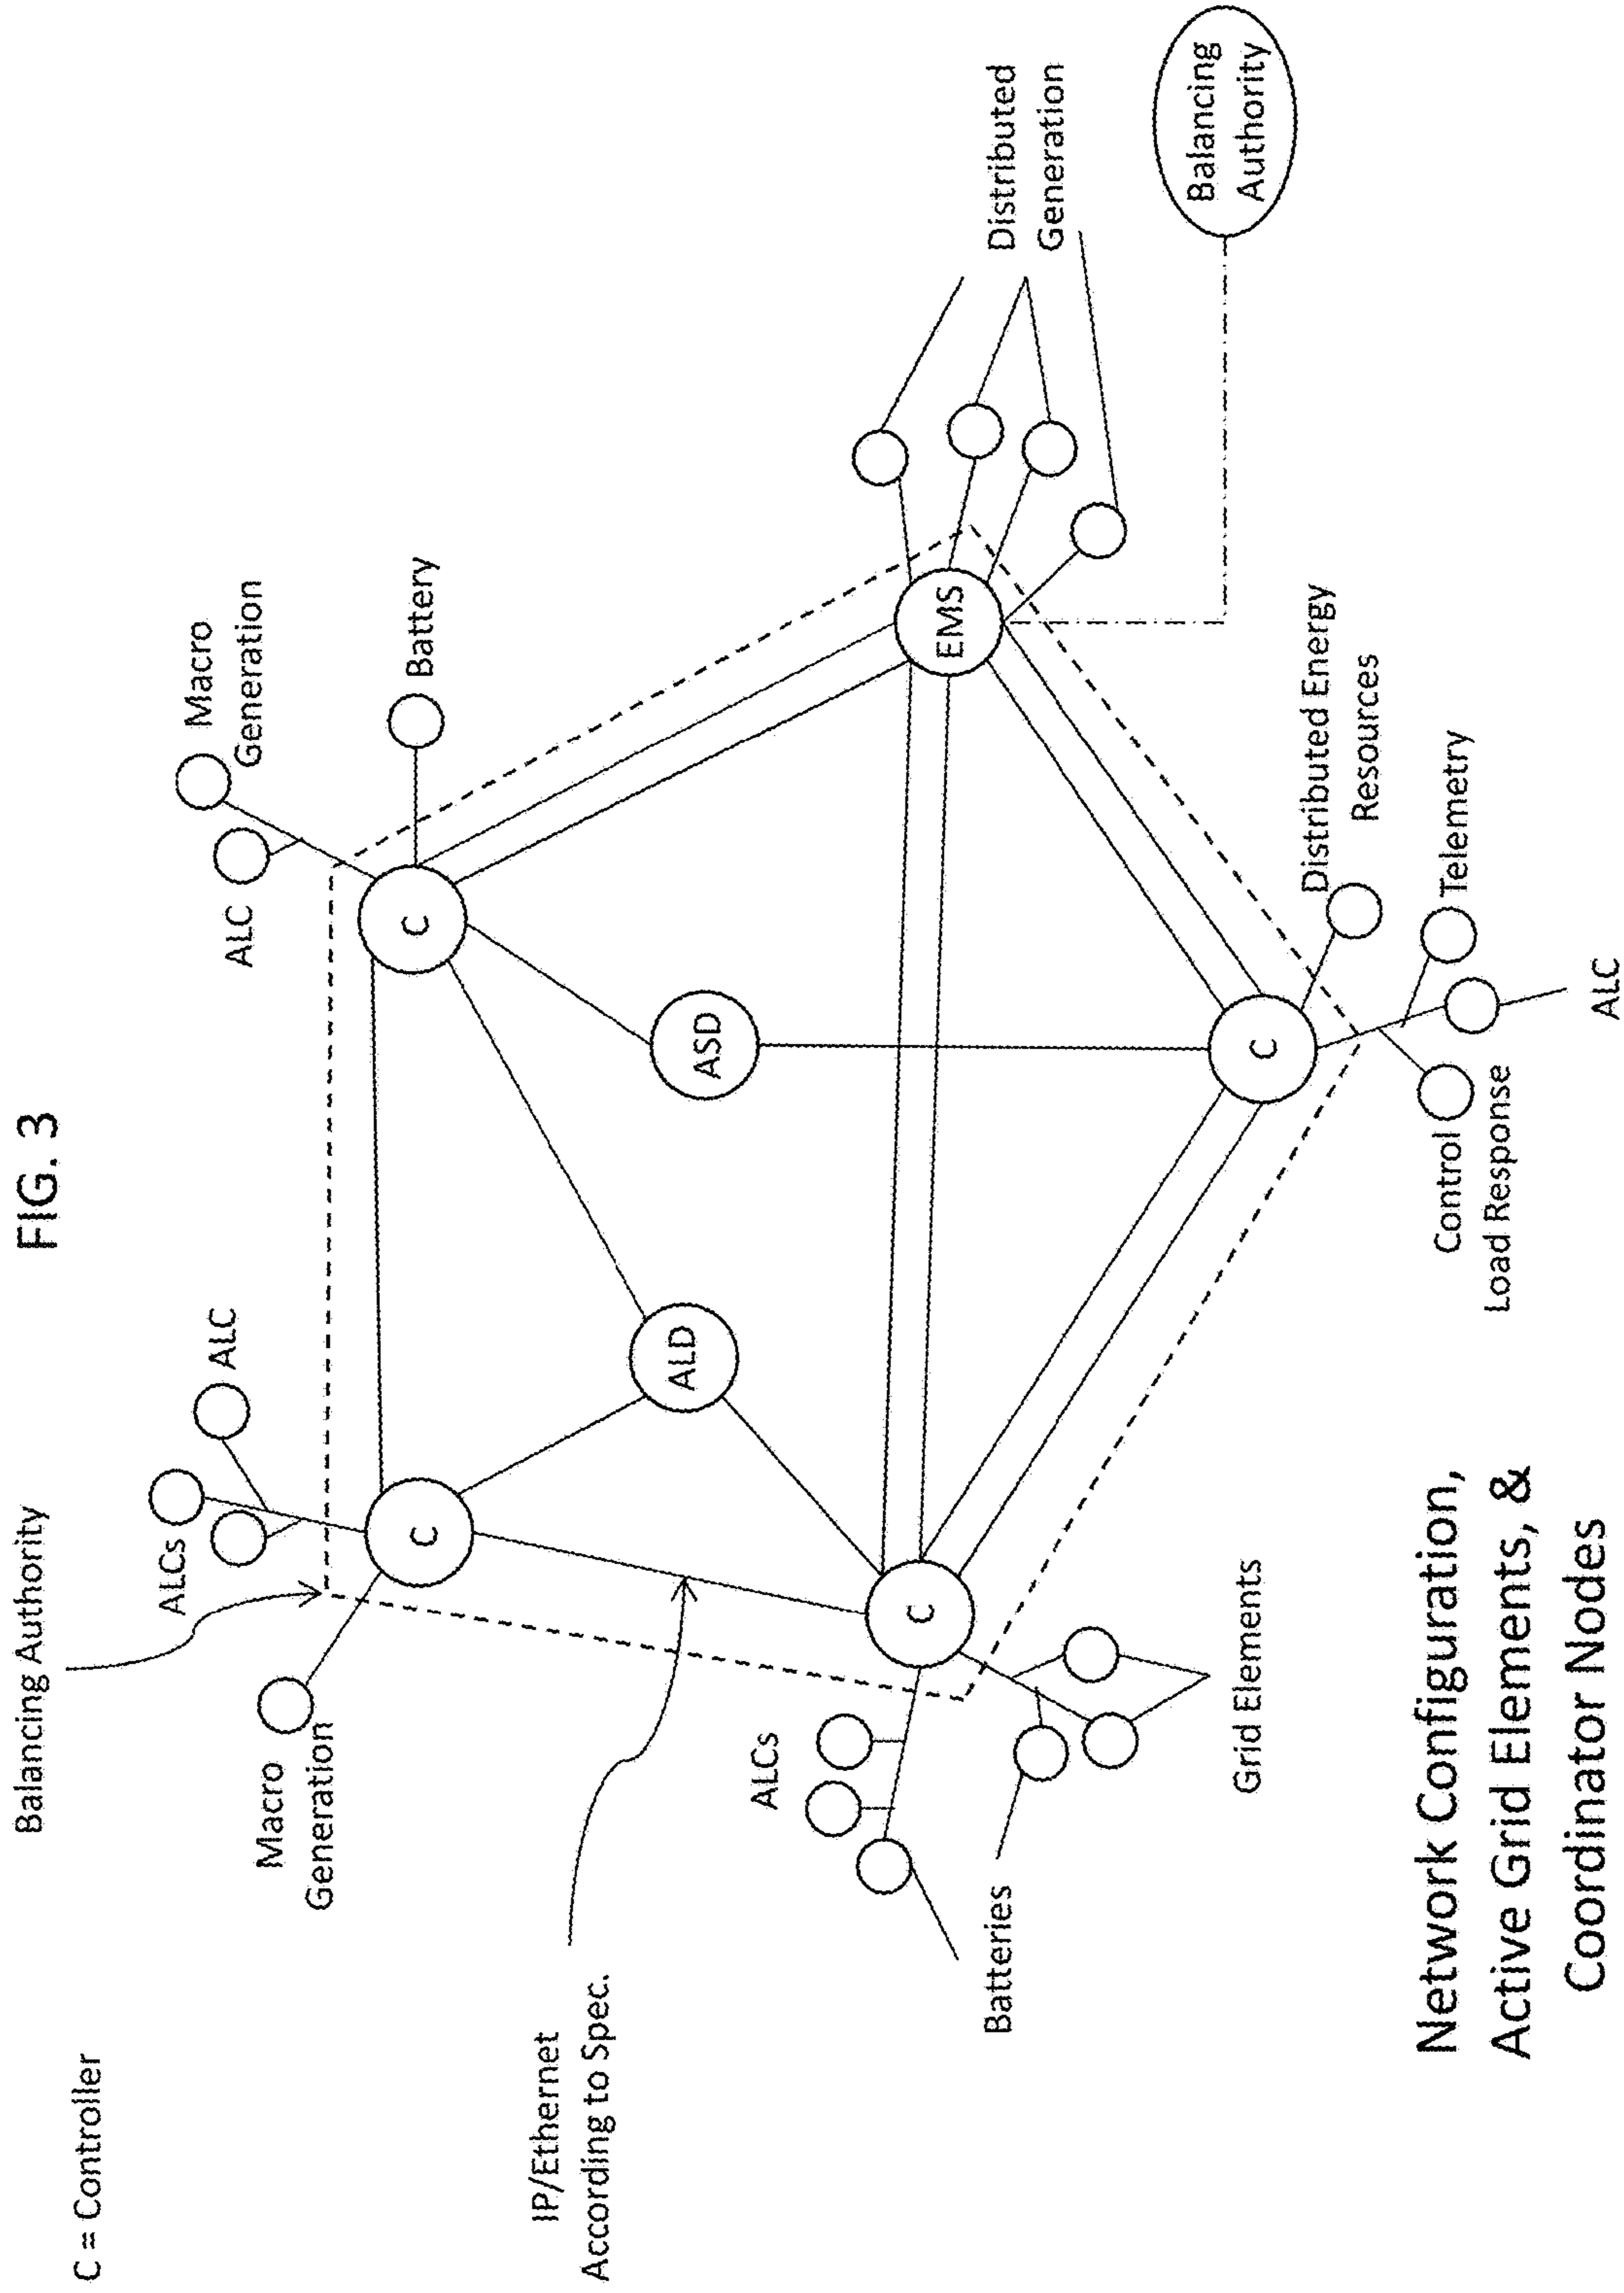 FIG. 3
C = Controller
Balancing Authority
ALCs
ALC
ALC
Macro
Generation
Macro
Generation
Battery
C
C
IP/Ethernet
According to Spec.
ALD
ASD
ALCs
C
EMS
Distributed
Generation
Batteries
Grid Elements
C
Balancing
Authority
Distributed Energy
Resources
Control
Load Response
Telemetry
ALC
Network Configuration,
Active Grid Elements, &
Coordinator Nodes